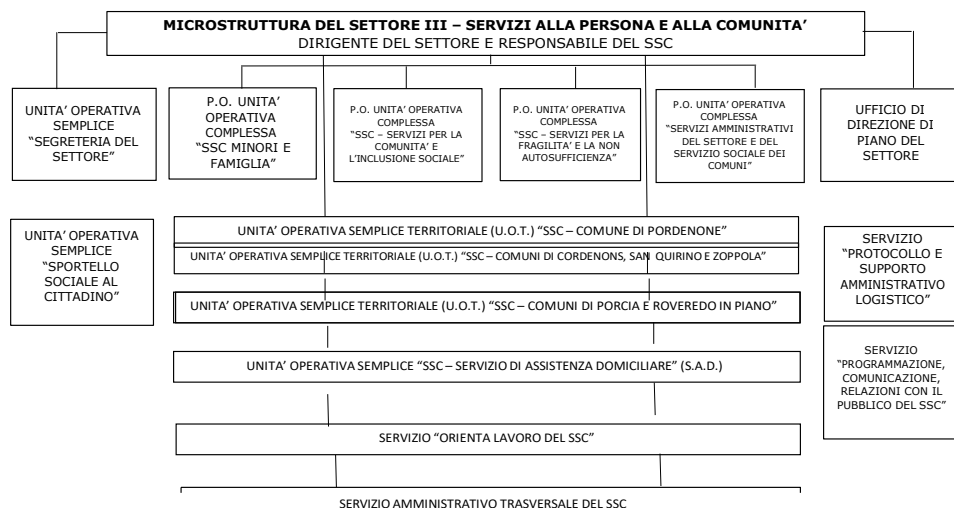 MICROSTRUTTURA DEL SETTORE III – SERVIZI ALLA PERSONA E ALLA COMUNITA’
DIRIGENTE DEL SETTORE E RESPONSABILE DEL SSC
UNITA’ OPERATIVA
SEMPLICE
“SEGRETERIA DEL
SETTORE”
P.O. UNITA’
OPERATIVA
COMPLESSA
“SSC MINORI E
FAMIGLIA”
P.O. UNITA’ OPERATIVA
COMPLESSA
“SSC – SERVIZI PER LA
COMUNITA’ E
L’INCLUSIONE SOCIALE”
P.O. UNITA’ OPERATIVA
COMPLESSA
“SSC – SERVIZI PER LA
FRAGILITA’ E LA NON
AUTOSUFFICIENZA”
P.O. UNITA’ OPERATIVA
COMPLESSA
“SERVIZI AMMINISTRATIVI
DEL SETTORE E DEL
SERVIZIO SOCIALE DEI
COMUNI”
UFFICIO DI
DIREZIONE DI
PIANO DEL
SETTORE
UNITA’ OPERATIVA
SEMPLICE
“SPORTELLO
SOCIALE AL
CITTADINO”
UNITA’ OPERATIVA SEMPLICE TERRITORIALE (U.O.T.) “SSC – COMUNE DI PORDENONE”
UNITA’ OPERATIVA SEMPLICE TERRITORIALE (U.O.T.) “SSC – COMUNI DI CORDENONS, SAN QUIRINO E ZOPPOLA”
UNITA’ OPERATIVA SEMPLICE TERRITORIALE (U.O.T.) “SSC – COMUNI DI PORCIA E ROVEREDO IN PIANO”
UNITA’ OPERATIVA SEMPLICE “SSC – SERVIZIO DI ASSISTENZA DOMICILIARE” (S.A.D.)
SERVIZIO “ORIENTA LAVORO DEL SSC”
SERVIZIO AMMINISTRATIVO TRASVERSALE DEL SSC
SERVIZIO
“PROTOCOLLO E
SUPPORTO
AMMINISTRATIVO
LOGISTICO”
SERVIZIO
“PROGRAMMAZIONE,
COMUNICAZIONE,
RELAZIONI CON IL
PUBBLICO DEL SSC”